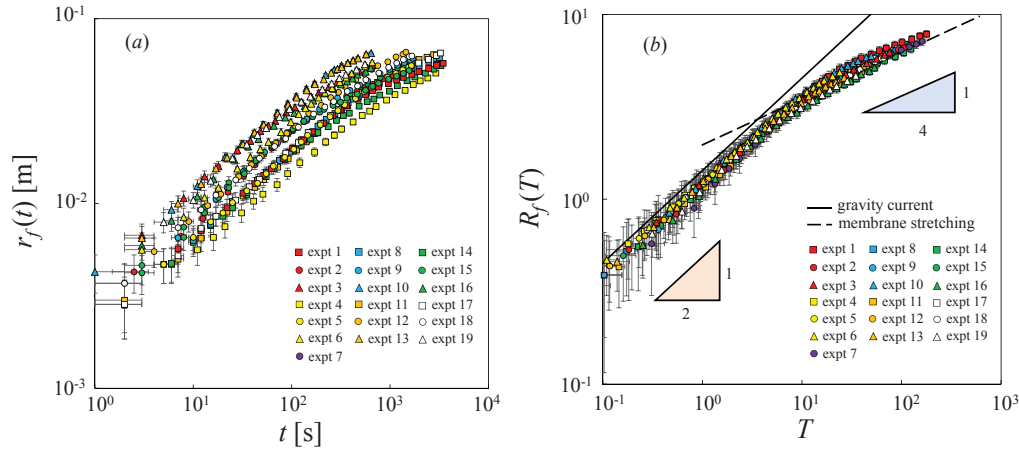 (a)
10^-1
10^-2
10^-3
r_f(t) [m]
10^0 10^1 10^2 10^3 10^4
t [s]
expt 1 expt 8 expt 14
expt 2 expt 9 expt 15
expt 3 expt 10 expt 16
expt 4 expt 11 expt 17
expt 5 expt 12 expt 18
expt 6 expt 13 expt 19
expt 7
(b)
10^1
10^0
10^-1
R_f(T)
10^-1 10^0 10^1 10^2 10^3
T
1
4
1
2
gravity current
membrane stretching
expt 1 expt 8 expt 14
expt 2 expt 9 expt 15
expt 3 expt 10 expt 16
expt 4 expt 11 expt 17
expt 5 expt 12 expt 18
expt 6 expt 13 expt 19
expt 7